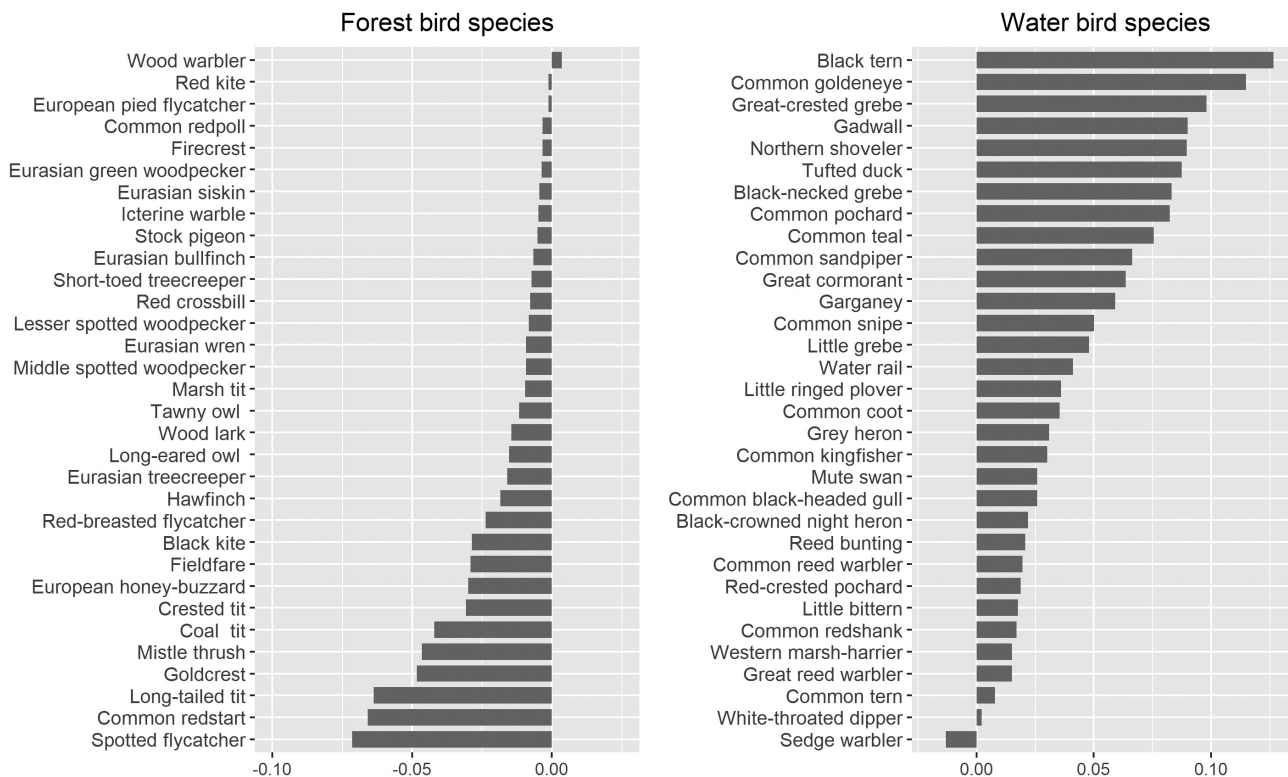 Forest bird species
Wood warbler
Red kite
European pied flycatcher
Common redpoll
Firecrest
Eurasian green woodpecker
Eurasian siskin
Icterine warble
Stock pigeon
Eurasian bullfinch
Short-toed treecreeper
Red crossbill
Lesser spotted woodpecker
Eurasian wren
Middle spotted woodpecker
Marsh tit
Tawny owl
Wood lark
Long-eared owl
Eurasian treecreeper
Hawfinch
Red-breasted flycatcher
Black kite
Fieldfare
European honey-buzzard
Crested tit
Coal  tit
Mistle thrush
Goldcrest
Long-tailed tit
Common redstart
Spotted flycatcher
-0.10 -0.05 0.00
Water bird species
Black tern
Common goldeneye
Great-crested grebe
Gadwall
Northern shoveler
Tufted duck
Black-necked grebe
Common pochard
Common teal
Common sandpiper
Great cormorant
Garganey
Common snipe
Little grebe
Water rail
Little ringed plover
Common coot
Grey heron
Common kingfisher
Mute swan
Common black-headed gull
Black-crowned night heron
Reed bunting
Common reed warbler
Red-crested pochard
Little bittern
Common redshank
Western marsh-harrier
Great reed warbler
Common tern
White-throated dipper
Sedge warbler
0.00 0.05 0.10